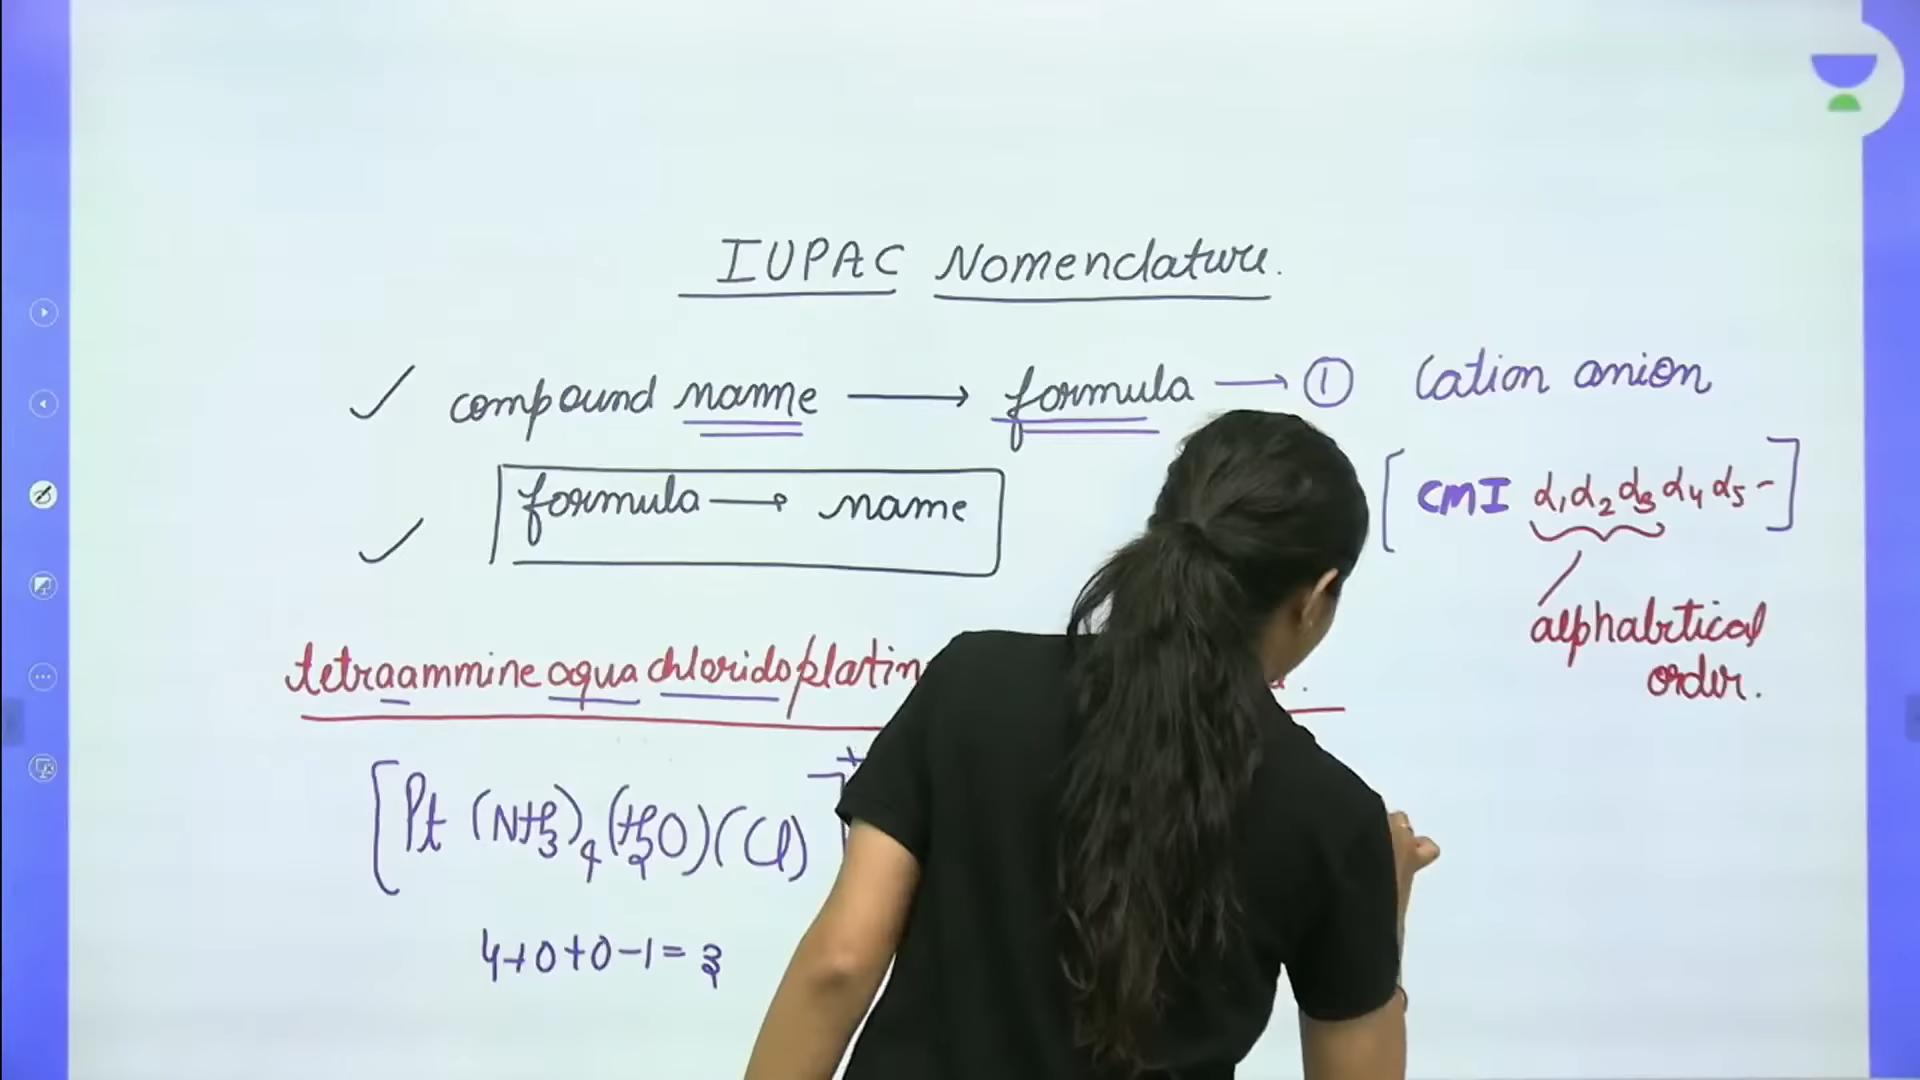 IUPAC Nomenclature.
compound name → formula → ① Cation anion
[CMI α₁α₂α₃α₄α₅-]
formula → name
alphabetical
order.
tetraammine aqua chlorido platin
[Pt (NH₃)₄(H₂O)(Cl)]⁺
4+0+0-1= 3